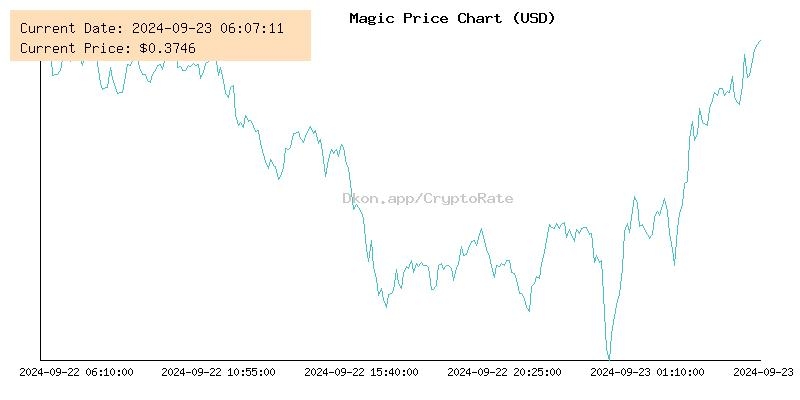 Magic Price Chart (USD)
Current Date: 2024-09-23 06:07:11
Current Price: $0.3746
Dkon.app/CryptoRate
2024-09-22 06:10:00 2024-09-22 10:55:00 2024-09-22 15:40:00 2024-09-22 20:25:00 2024-09-23 01:10:00 2024-09-23